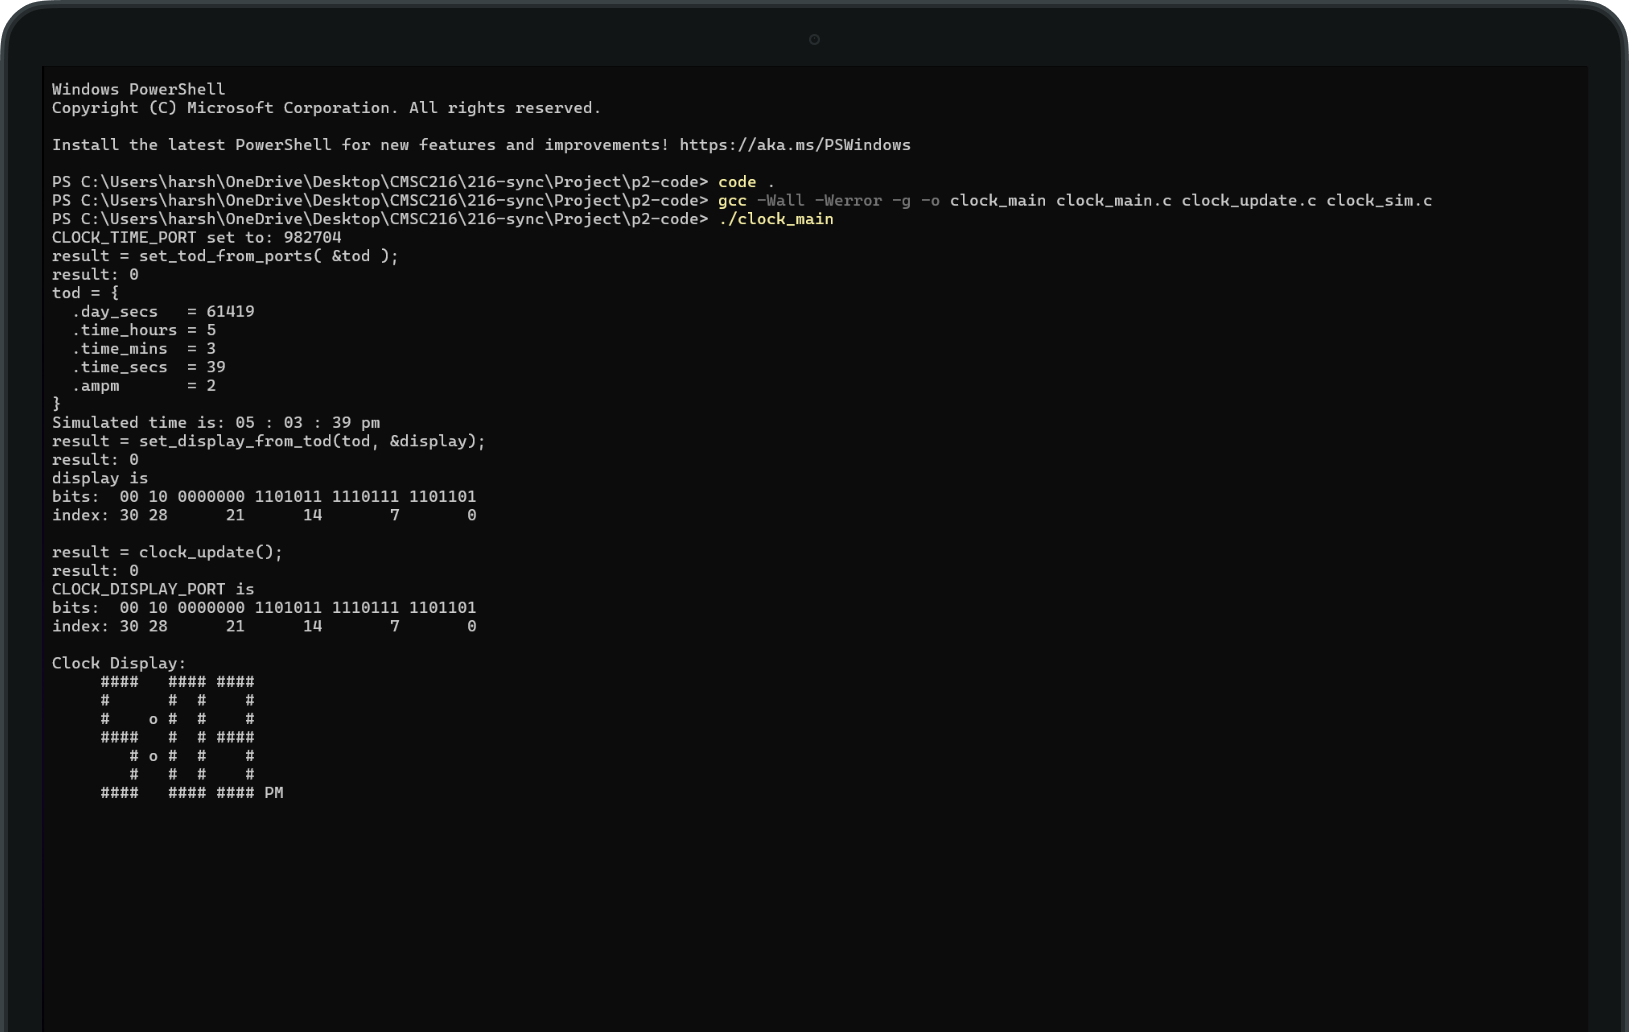 Windows PowerShell
Copyright (C) Microsoft Corporation. All rights reserved.

Install the latest PowerShell for new features and improvements! https://aka.ms/PSWindows

PS C:\Users\harsh\OneDrive\Desktop\CMSC216\216-sync\Project\p2-code> code .
PS C:\Users\harsh\OneDrive\Desktop\CMSC216\216-sync\Project\p2-code> gcc -Wall -Werror -g -o clock_main clock_main.c clock_update.c clock_sim.c
PS C:\Users\harsh\OneDrive\Desktop\CMSC216\216-sync\Project\p2-code> ./clock_main
CLOCK_TIME_PORT set to: 982704
result = set_tod_from_ports( &tod );
result: 0
tod = {
  .day_secs   = 61419
  .time_hours = 5
  .time_mins  = 3
  .time_secs  = 39
  .ampm       = 2
}
Simulated time is: 05 : 03 : 39 pm
result = set_display_from_tod(tod, &display);
result: 0
display is
bits:  00 10 0000000 1101011 1110111 1101101
index: 30 28      21      14       7       0

result = clock_update();
result: 0
CLOCK_DISPLAY_PORT is
bits:  00 10 0000000 1101011 1110111 1101101
index: 30 28      21      14       7       0

Clock Display:
     ####   #### ####
     #      #  #    #
     #    o #  #    #
     ####   #  # ####
        # o #  #    #
        #   #  #    #
     ####   #### #### PM